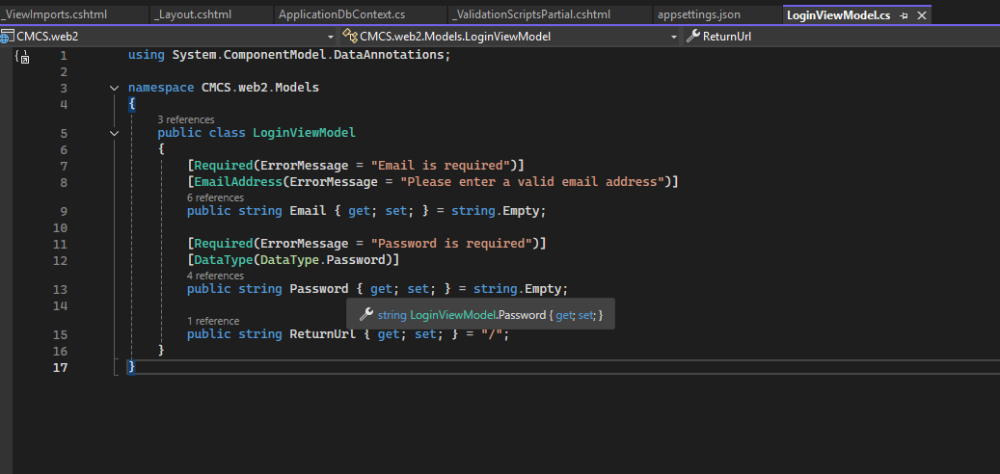 _ViewImports.cshtml _Layout.cshtml ApplicationDbContext.cs _ValidationScriptsPartial.cshtml appsettings.json LoginViewModel.cs
CMCS.web2 CMCS.web2.Models.LoginViewModel ReturnUrl
1 using System.ComponentModel.DataAnnotations;
2
3 namespace CMCS.web2.Models
4 {
3 references
5 public class LoginViewModel
6 {
7 [Required(ErrorMessage = "Email is required")]
8 [EmailAddress(ErrorMessage = "Please enter a valid email address")]
6 references
9 public string Email { get; set; } = string.Empty;
10
11 [Required(ErrorMessage = "Password is required")]
12 [DataType(DataType.Password)]
4 references
13 public string Password { get; set; } = string.Empty;
14
string LoginViewModel.Password { get; set; }
1 reference
15 public string ReturnUrl { get; set; } = "/";
16 }
17 }